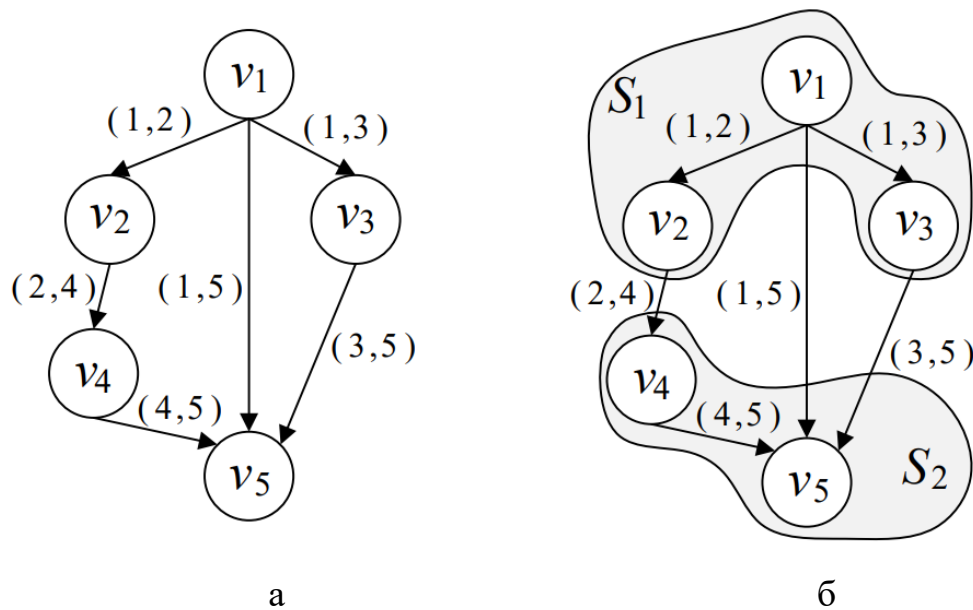 v1
(1,2)
(1,3)
v2
v3
(2,4)
(1,5)
(3,5)
v4
(4,5)
v5
а
S1
v1
(1,2)
(1,3)
v2
v3
(2,4)
(1,5)
(3,5)
v4
(4,5)
v5
S2
б